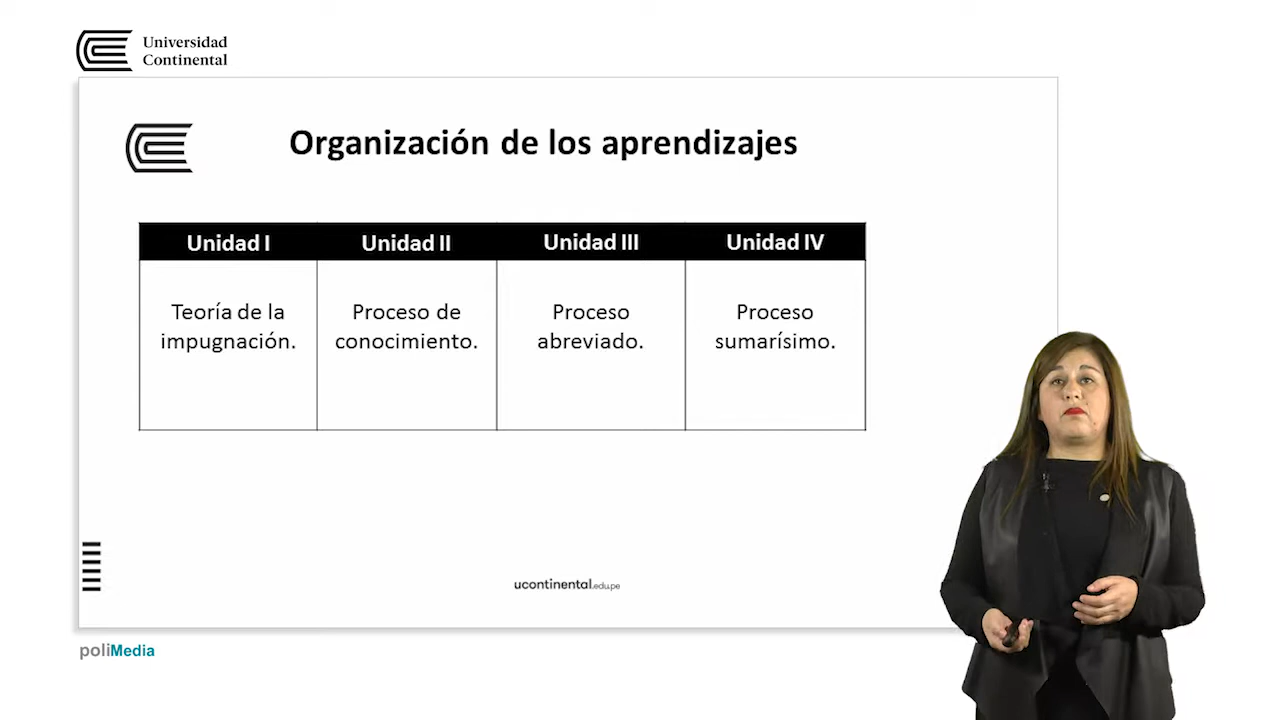 Universidad
Continental
Organización de los aprendizajes
Unidad I
Unidad II
Unidad III
Unidad IV
Teoría de la
impugnación.
Proceso de
conocimiento.
Proceso
abreviado.
Proceso
sumarísimo.
ucontinental.edu.pe
poliMedia